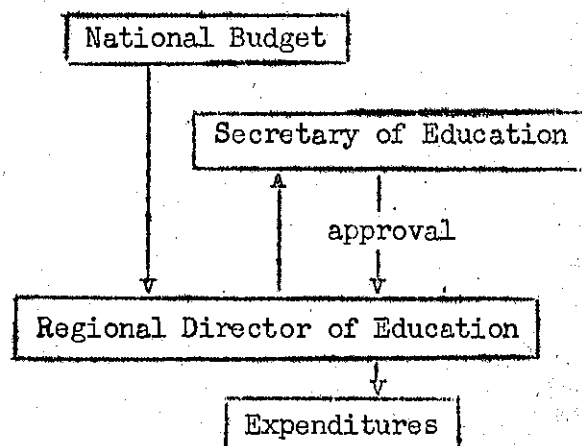 National Budget
Secretary of Education
approval
Regional Director of Education
Expenditures